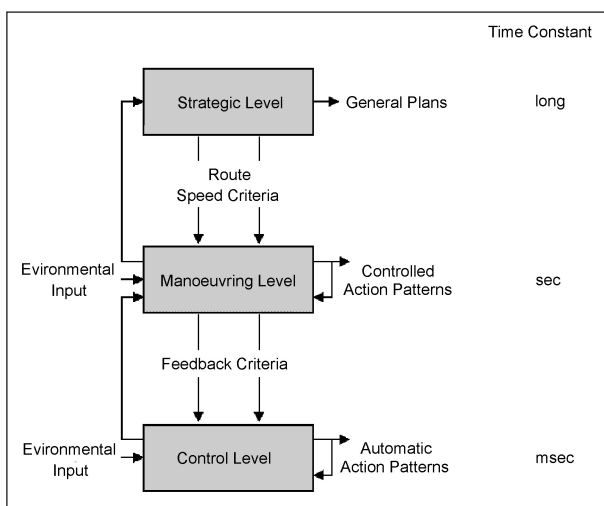 Time Constant
Strategic Level
General Plans
long
Route
Speed Criteria
Evironmental
Input
Manoeuvring Level
Controlled
Action Patterns
sec
Feedback Criteria
Evironmental
Input
Control Level
Automatic
Action Patterns
msec